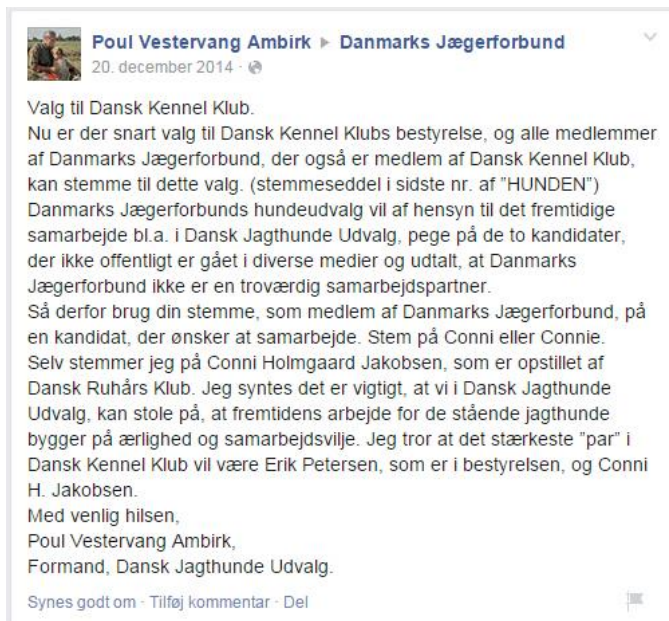 Poul Vestervang Ambirk ▸ Danmarks Jægerforbund
20. december 2014 ·
Valg til Dansk Kennel Klub.
Nu er der snart valg til Dansk Kennel Klubs bestyrelse, og alle medlemmer
af Danmarks Jægerforbund, der også er medlem af Dansk Kennel Klub,
kan stemme til dette valg. (stemmeseddel i sidste nr. af "HUNDEN")
Danmarks Jægerforbunds hundeudvalg vil af hensyn til det fremtidige
samarbejde bl.a. i Dansk Jagthunde Udvalg, pege på de to kandidater,
der ikke offentligt er gået i diverse medier og udtalt, at Danmarks
Jægerforbund ikke er en troværdig samarbejdspartner.
Så derfor brug din stemme, som medlem af Danmarks Jægerforbund, på
en kandidat, der ønsker at samarbejde. Stem på Conni eller Connie.
Selv stemmer jeg på Conni Holmgaard Jakobsen, som er opstillet af
Dansk Ruhårs Klub. Jeg syntes det er vigtigt, at vi i Dansk Jagthunde
Udvalg, kan stole på, at fremtidens arbejde for de stående jagthunde
bygger på ærlighed og samarbejdsvilje. Jeg tror at det stærkeste "par" i
Dansk Kennel Klub vil være Erik Petersen, som er i bestyrelsen, og Conni
H. Jakobsen.
Med venlig hilsen,
Poul Vestervang Ambirk,
Formand, Dansk Jagthunde Udvalg.
Synes godt om · Tilføj kommentar · Del